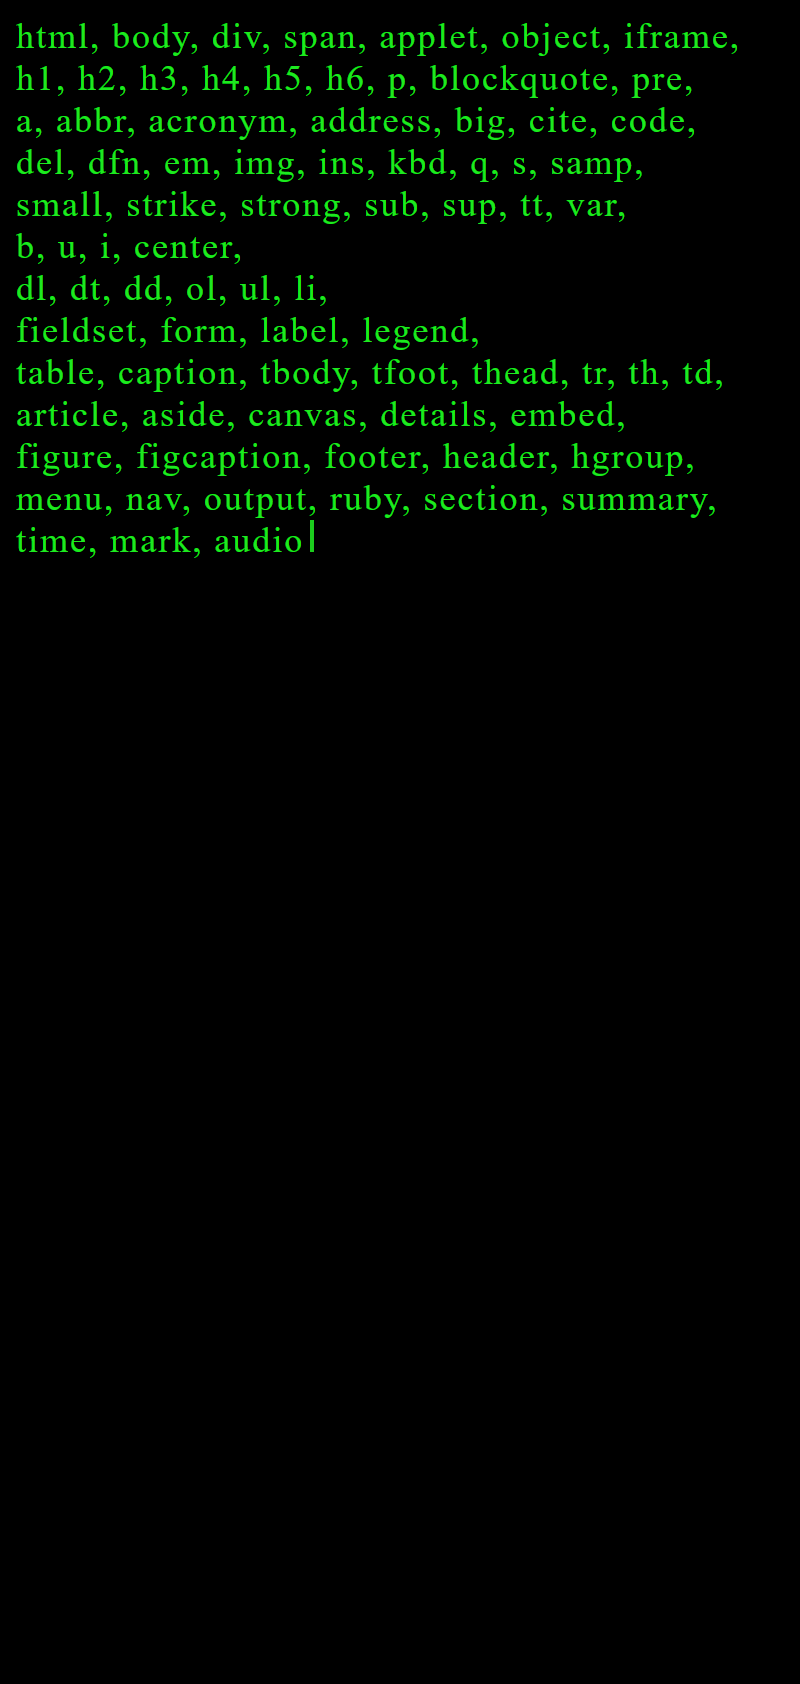 html, body, div, span, applet, object, iframe,
h1, h2, h3, h4, h5, h6, p, blockquote, pre,
a, abbr, acronym, address, big, cite, code,
del, dfn, em, img, ins, kbd, q, s, samp,
small, strike, strong, sub, sup, tt, var,
b, u, i, center,
dl, dt, dd, ol, ul, li,
fieldset, form, label, legend,
table, caption, tbody, tfoot, thead, tr, th, td,
article, aside, canvas, details, embed,
figure, figcaption, footer, header, hgroup,
menu, nav, output, ruby, section, summary,
time, mark, audio